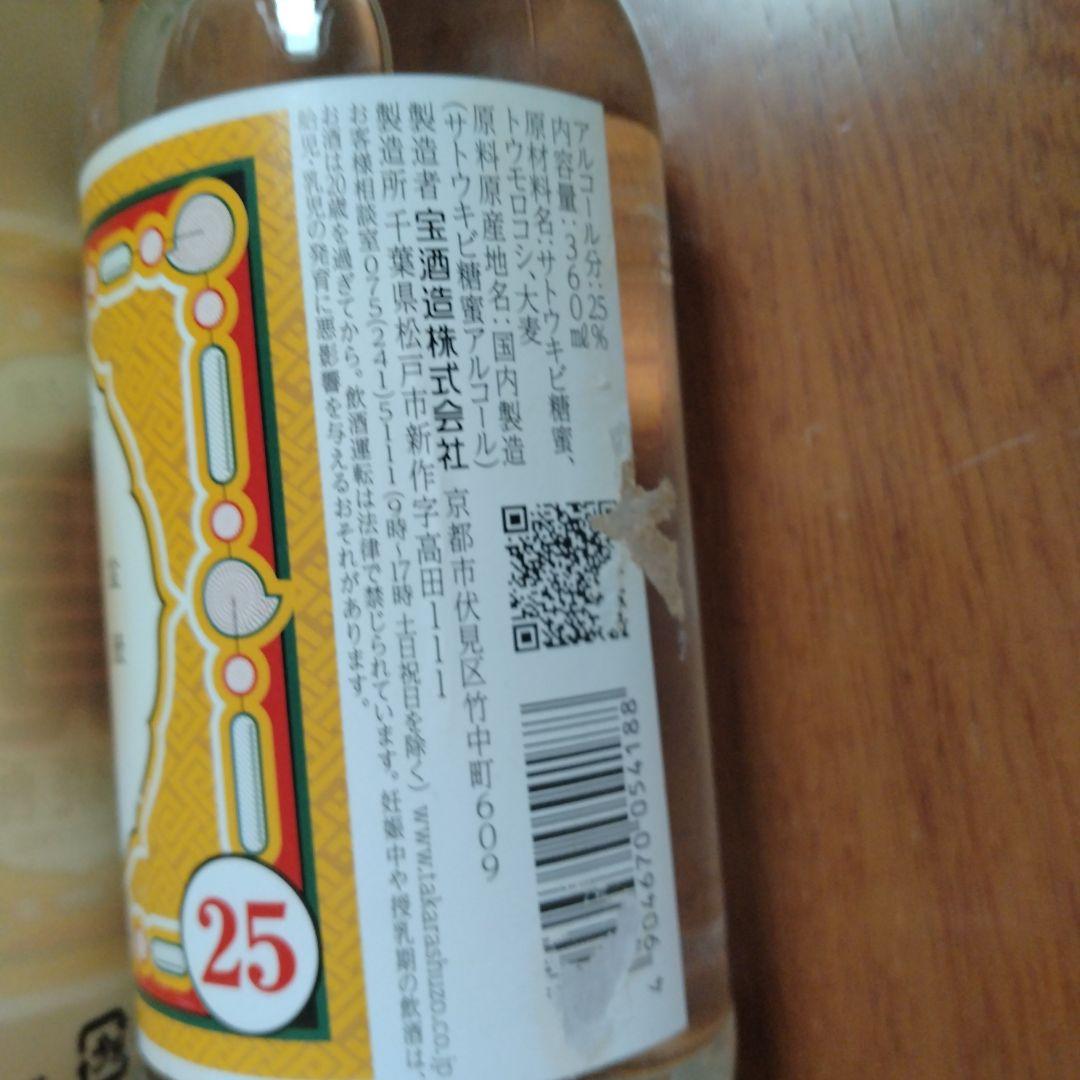 アルコール分:25%
内容量:360㎖
原材料名:サトウキビ糖蜜、
トウモロコシ、大麦
原料原産地名:国内製造
(サトウキビ糖蜜アルコール)
製造者 宝酒造株式会社 京都市伏見区竹中町609
製造所 千葉県松戸市新作字高田111
お客様相談室075(241)5111(9時~17時 土日祝日を除く) www.takarashuzo.co.jp
お酒は20歳を過ぎてから。飲酒運転は法律で禁じられています。妊娠中や授乳期の飲酒は、
胎児・乳児の発育に悪影響を与えるおそれがあります。
4 904670 054188
25